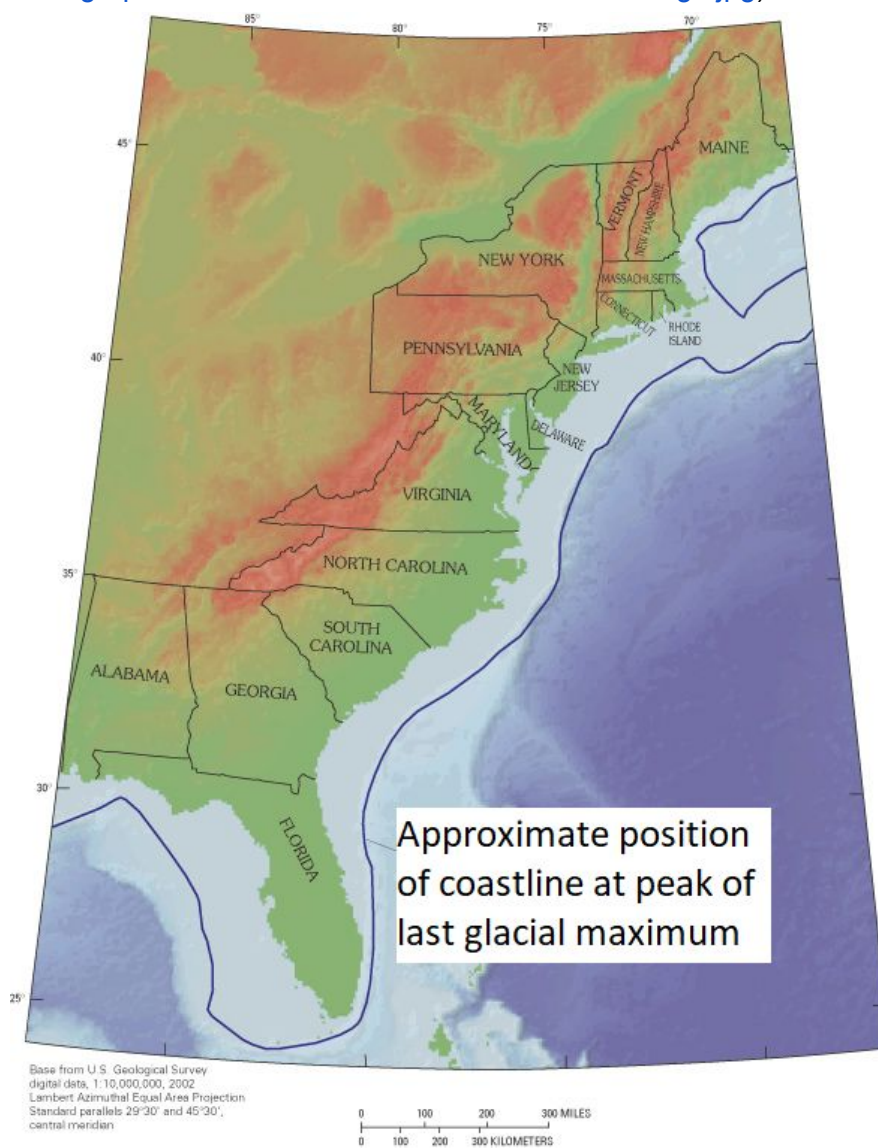 85°
80°
75°
70°
45°
MAINE
VERMONT
NEW HAMPSHIRE
NEW YORK
MASSACHUSETTS
CONNECTICUT
RHODE
ISLAND
40°
PENNSYLVANIA
NEW
JERSEY
MARYLAND
DELAWARE
VIRGINIA
35°
NORTH CAROLINA
SOUTH
CAROLINA
ALABAMA
GEORGIA
30°
FLORIDA
Approximate position
of coastline at peak of
last glacial maximum
25°
Base from U.S. Geological Survey
digital data, 1:10,000,000, 2002
Lambert Azimuthal Equal Area Projection
Standard parallels 29°30' and 45°30',
central meridian
0 100 200 300 MILES
0 100 200 300 KILOMETERS